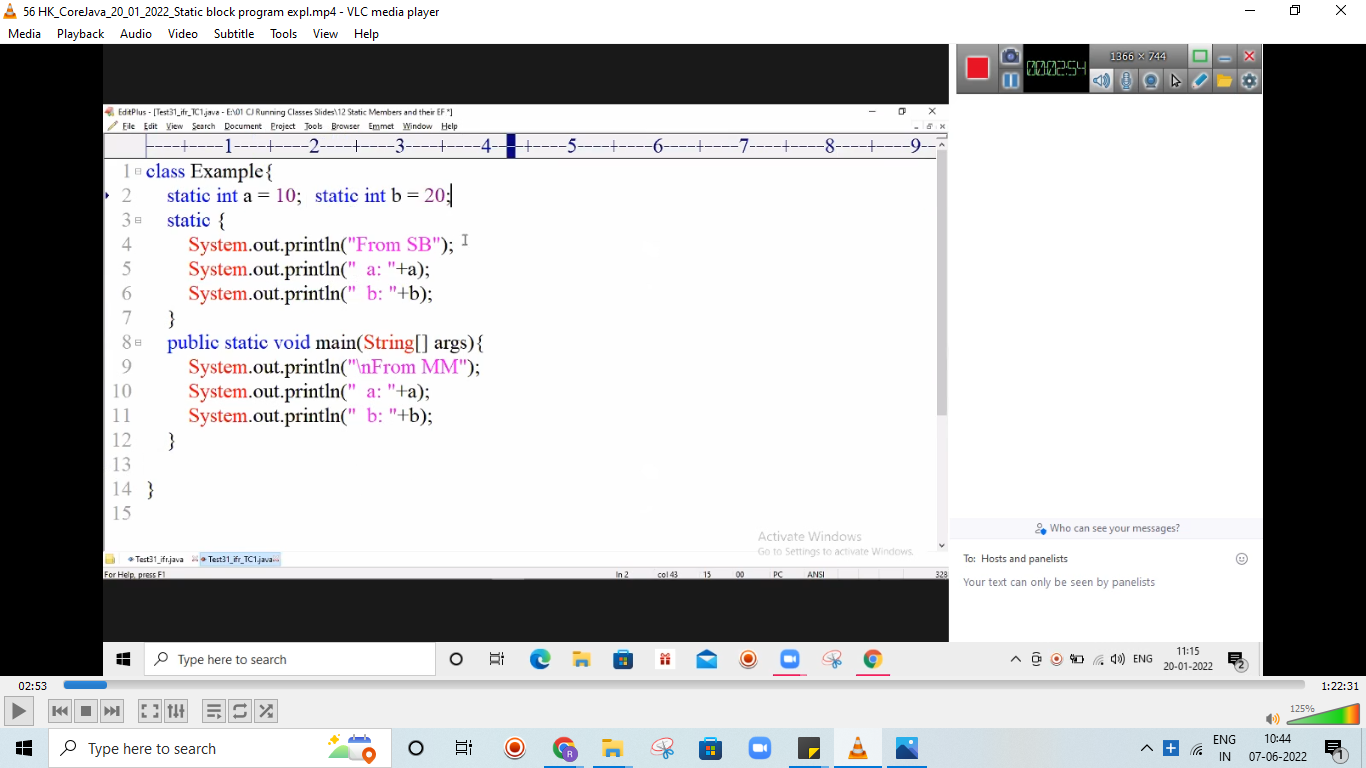 56 HK_CoreJava_20_01_2022_Static block program expl.mp4 - VLC media player
Media Playback Audio Video Subtitle Tools View Help
00:02:54 1366 × 744
EditPlus - [Test31_ifr_TC1.java - E:\01 CJ Running Classes Slides\12 Static Members and their EF *]
File Edit View Search Document Project Tools Browser Emmet Window Help
----+----1----+----2----+----3----+----4----+----5----+----6----+----7----+----8----+----9--
1 class Example{
2 static int a = 10; static int b = 20;
3 static {
4 System.out.println("From SB");
5 System.out.println("  a: "+a);
6 System.out.println("  b: "+b);
7 }
8 public static void main(String[] args){
9 System.out.println("\nFrom MM");
10 System.out.println("  a: "+a);
11 System.out.println("  b: "+b);
12 }
13
14 }
15
Activate Windows
Go to Settings to activate Windows.
Test31_ifr.java Test31_ifr_TC1.java
For Help, press F1 ln 2 col 43 15 00 PC ANSI 328
Who can see your messages?
To: Hosts and panelists
Your text can only be seen by panelists
Type here to search ENG 11:15 20-01-2022 2
02:53 1:22:31
125%
Type here to search ENG IN 10:44 07-06-2022 1